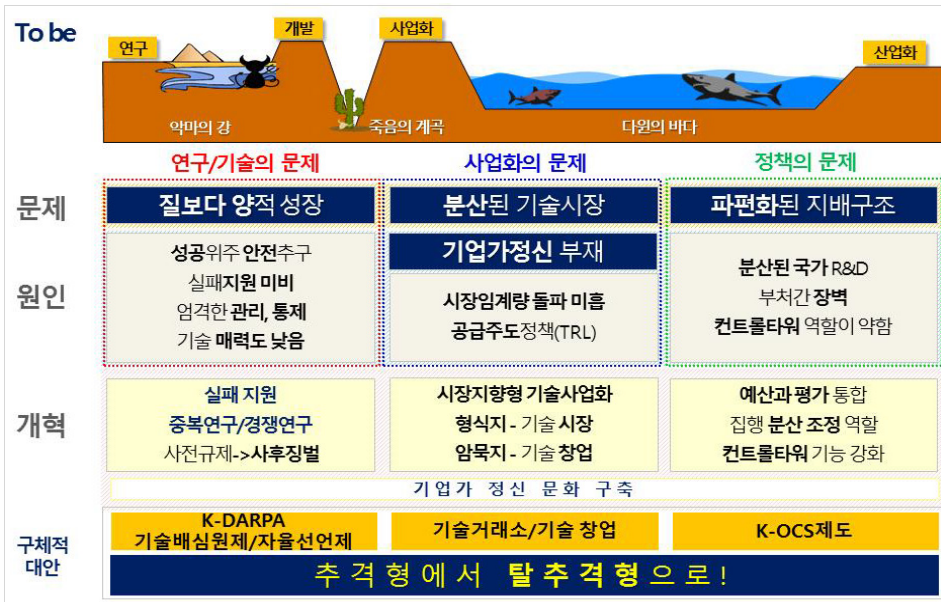 To be
연구
개발
사업화
산업화
악마의 강
죽음의 계곡
다윈의 바다
연구/기술의 문제
사업화의 문제
정책의 문제
문제
질보다 양적 성장
분산된 기술시장
파편화된 지배구조
원인
성공위주 안전추구
실패지원 미비
엄격한 관리, 통제
기술 매력도 낮음
기업가정신 부재
시장임계량 돌파 미흡
공급주도정책(TRL)
분산된 국가 R&D
부처간 장벽
컨트롤타워 역할이 약함
개혁
실패 지원
중복연구/경쟁연구
사전규제->사후징벌
시장지향형 기술사업화
형식지 - 기술 시장
암묵지 - 기술 창업
예산과 평가 통합
집행 분산 조정 역할
컨트롤타워 기능 강화
기업가 정신 문화 구축
구체적
대안
K-DARPA
기술배심원제/자율선언제
기술거래소/기술 창업
K-OCS제도
추격형에서 탈추격형으로!